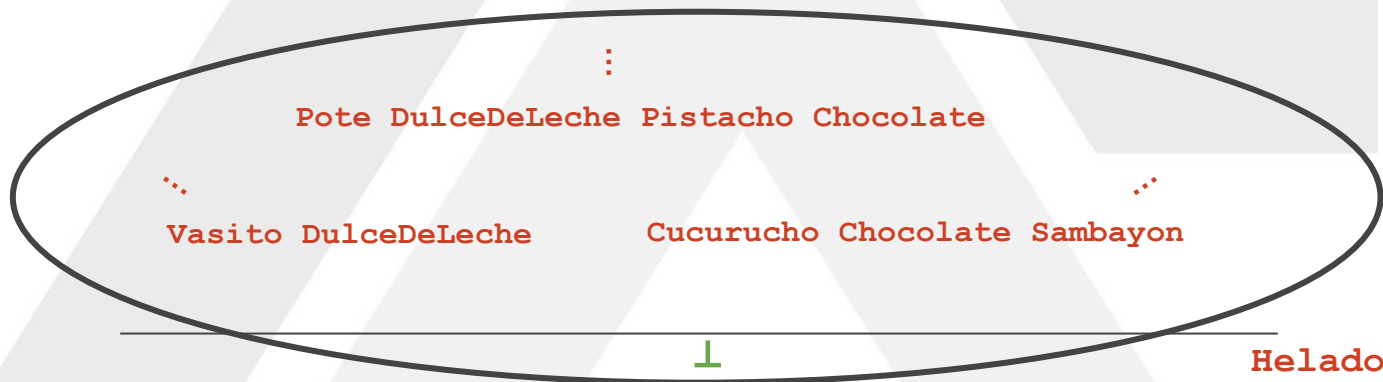 ⋮
Pote DulceDeLeche Pistacho Chocolate
⋱ ⋰
Vasito DulceDeLeche Cucurucho Chocolate Sambayon
⊥
Helado